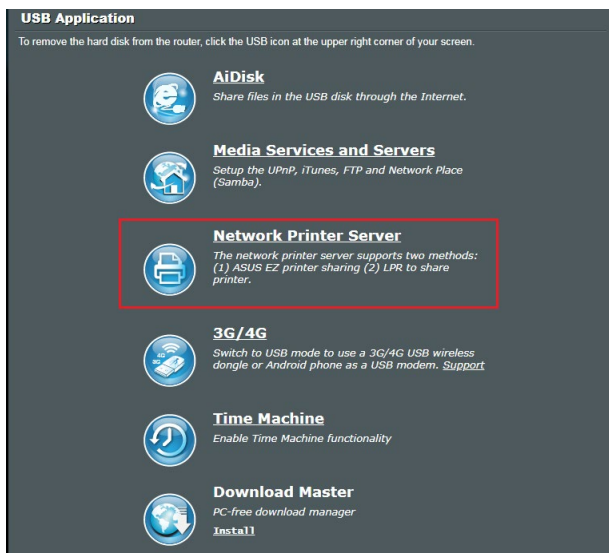 USB Application
To remove the hard disk from the router, click the USB icon at the upper right corner of your screen.
AiDisk
Share files in the USB disk through the Internet.
Media Services and Servers
Setup the UPnP, iTunes, FTP and Network Place
(Samba).
Network Printer Server
The network printer server supports two methods:
(1) ASUS EZ printer sharing (2) LPR to share
printer.
4G
3G
3G/4G
Switch to USB mode to use a 3G/4G USB wireless
dongle or Android phone as a USB modem. Support
Time Machine
Enable Time Machine functionality
Download Master
PC-free download manager
Install